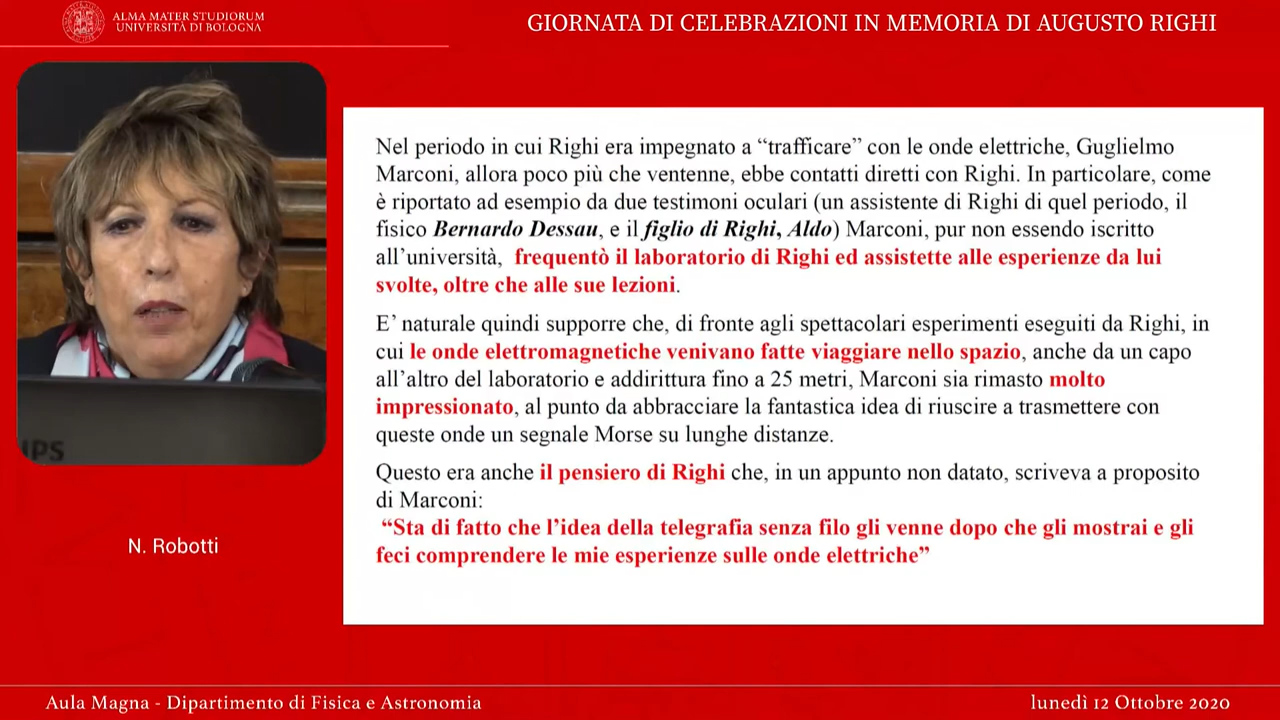 ALMA MATER STUDIORUM
UNIVERSITÀ DI BOLOGNA
GIORNATA DI CELEBRAZIONI IN MEMORIA DI AUGUSTO RIGHI
Nel periodo in cui Righi era impegnato a “trafficare” con le onde elettriche, Guglielmo
Marconi, allora poco più che ventenne, ebbe contatti diretti con Righi. In particolare, come
è riportato ad esempio da due testimoni oculari (un assistente di Righi di quel periodo, il
fisico Bernardo Dessau, e il figlio di Righi, Aldo) Marconi, pur non essendo iscritto
all’università, frequentò il laboratorio di Righi ed assistette alle esperienze da lui
svolte, oltre che alle sue lezioni.
E’ naturale quindi supporre che, di fronte agli spettacolari esperimenti eseguiti da Righi, in
cui le onde elettromagnetiche venivano fatte viaggiare nello spazio, anche da un capo
all’altro del laboratorio e addirittura fino a 25 metri, Marconi sia rimasto molto
impressionato, al punto da abbracciare la fantastica idea di riuscire a trasmettere con
queste onde un segnale Morse su lunghe distanze.
Questo era anche il pensiero di Righi che, in un appunto non datato, scriveva a proposito
di Marconi:
“Sta di fatto che l’idea della telegrafia senza filo gli venne dopo che gli mostrai e gli
feci comprendere le mie esperienze sulle onde elettriche”
N. Robotti
Aula Magna - Dipartimento di Fisica e Astronomia
lunedì 12 Ottobre 2020